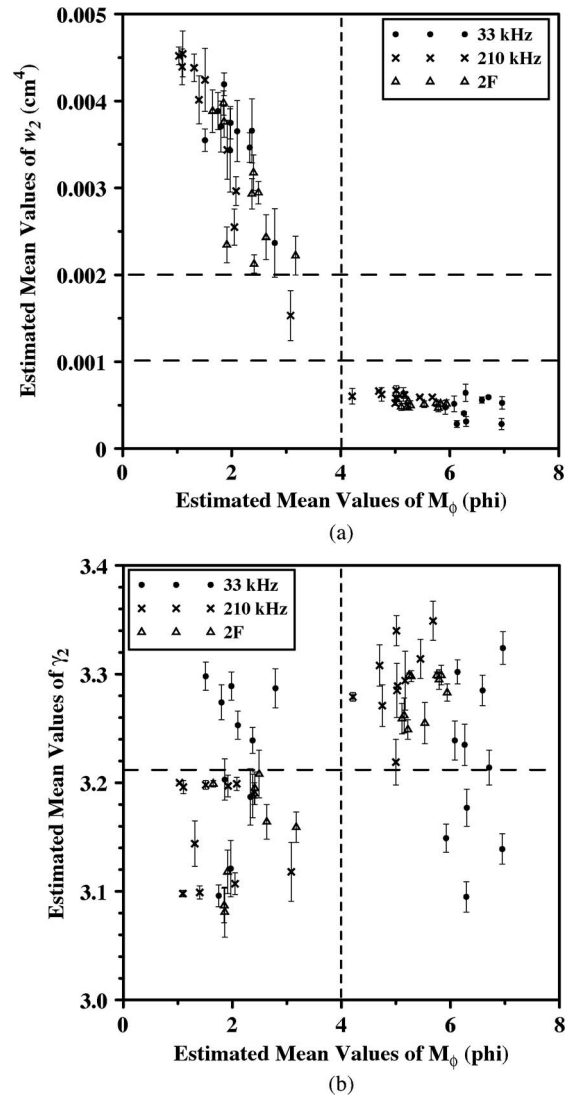 0.005
0.004
0.003
0.002
0.001
0
Estimated Mean Values of w₂ (cm⁴)
33 kHz
210 kHz
2F
0 2 4 6 8
Estimated Mean Values of M_ϕ (phi)
(a)
3.4
3.3
3.2
3.1
3.0
Estimated Mean Values of γ₂
33 kHz
210 kHz
2F
0 2 4 6 8
Estimated Mean Values of M_ϕ (phi)
(b)